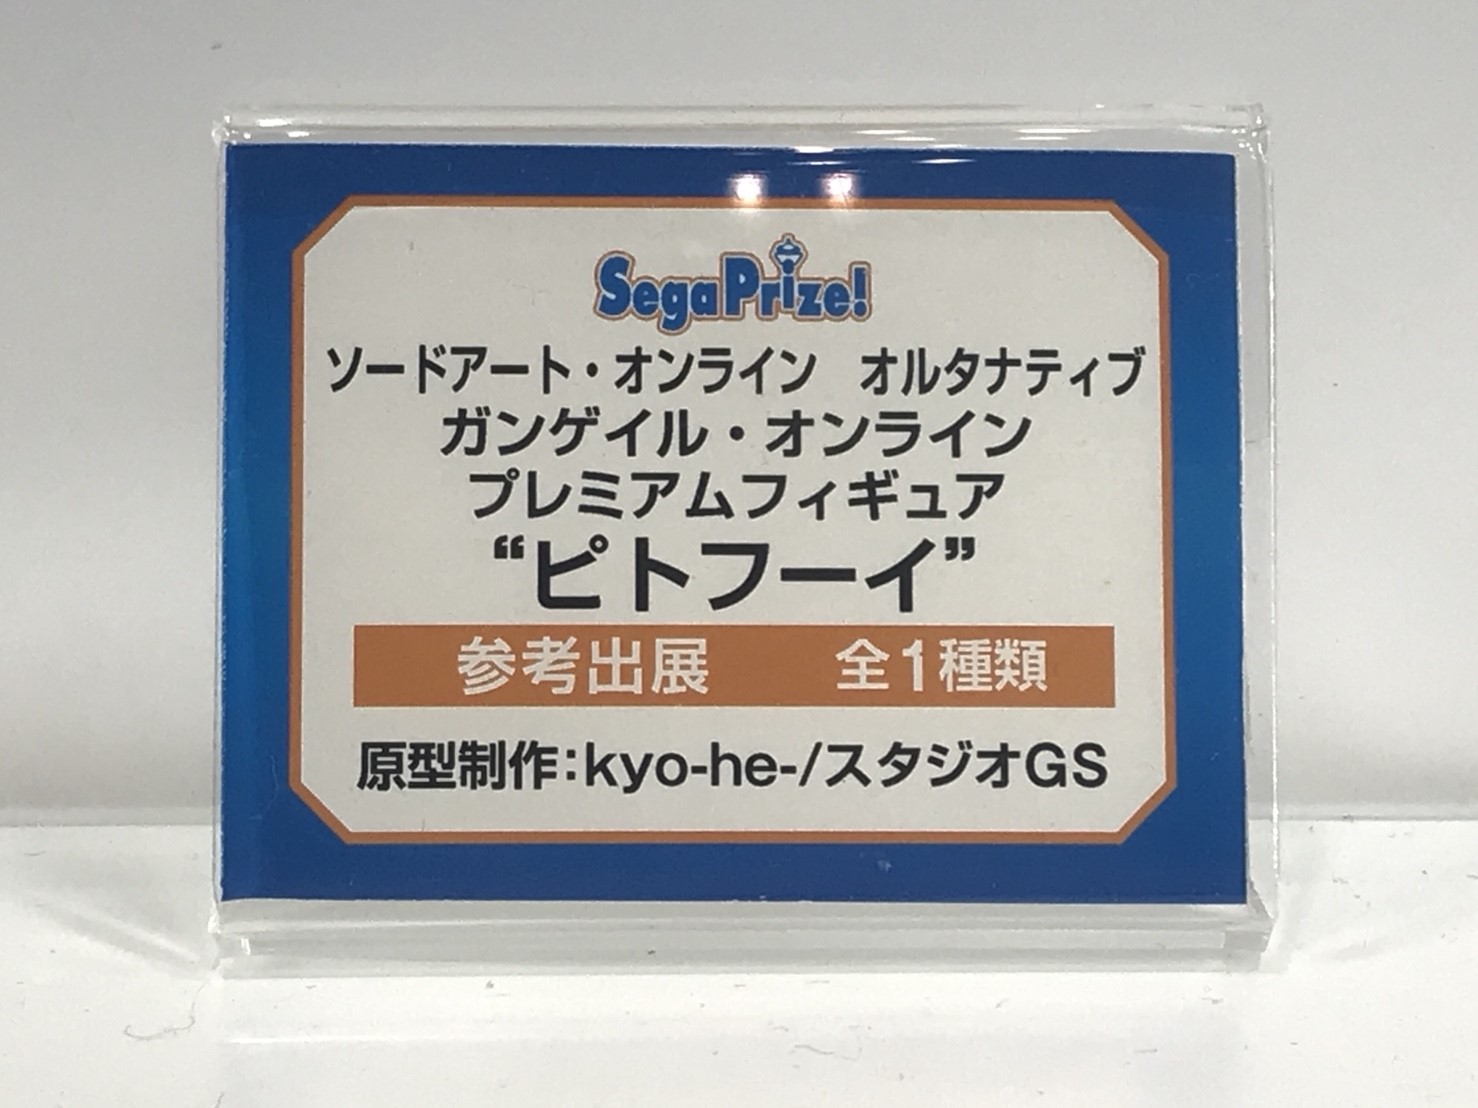 SegaPrize!
ソードアート・オンライン　オルタナティブ
ガンゲイル・オンライン
プレミアムフィギュア
“ピトフーイ”
参考出展　全1種類
原型制作:kyo-he-/スタジオGS